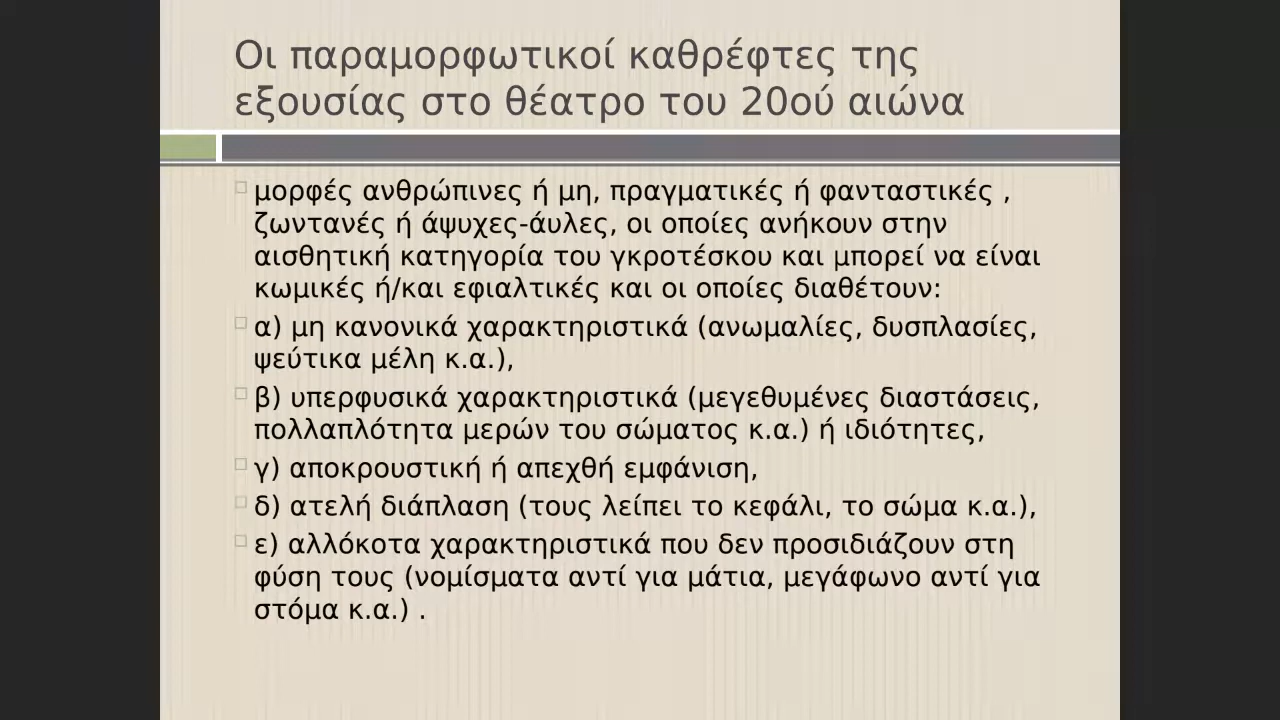 Οι παραμορφωτικοί καθρέφτες της
εξουσίας στο θέατρο του 20ού αιώνα
μορφές ανθρώπινες ή μη, πραγματικές ή φανταστικές ,
ζωντανές ή άψυχες-άυλες, οι οποίες ανήκουν στην
αισθητική κατηγορία του γκροτέσκου και μπορεί να είναι
κωμικές ή/και εφιαλτικές και οι οποίες διαθέτουν:
α) μη κανονικά χαρακτηριστικά (ανωμαλίες, δυσπλασίες,
ψεύτικα μέλη κ.α.),
β) υπερφυσικά χαρακτηριστικά (μεγεθυμένες διαστάσεις,
πολλαπλότητα μερών του σώματος κ.α.) ή ιδιότητες,
γ) αποκρουστική ή απεχθή εμφάνιση,
δ) ατελή διάπλαση (τους λείπει το κεφάλι, το σώμα κ.α.),
ε) αλλόκοτα χαρακτηριστικά που δεν προσιδιάζουν στη
φύση τους (νομίσματα αντί για μάτια, μεγάφωνο αντί για
στόμα κ.α.) .